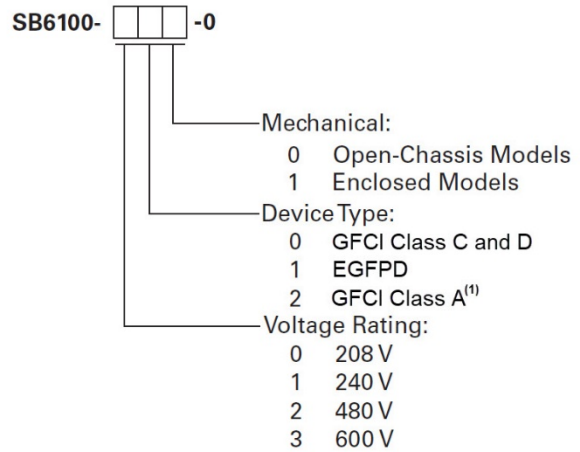 SB6100- -0
Mechanical:
0 Open-Chassis Models
1 Enclosed Models
Device Type:
0 GFCI Class C and D
1 EGFPD
2 GFCI Class A(1)
Voltage Rating:
0 208 V
1 240 V
2 480 V
3 600 V